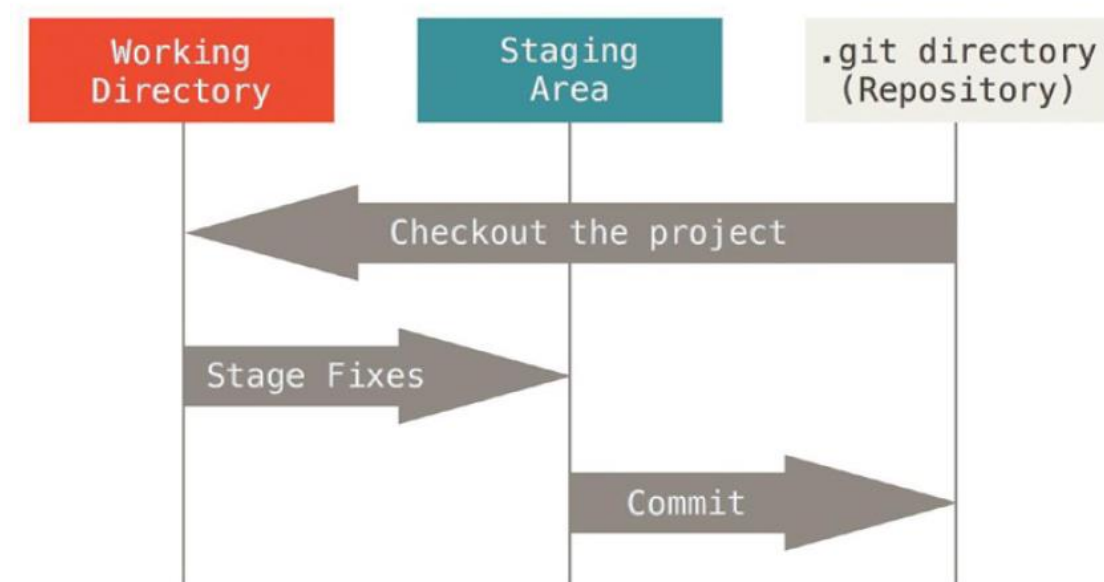 Working
Directory
Staging
Area
.git directory
(Repository)
Checkout the project
Stage Fixes
Commit